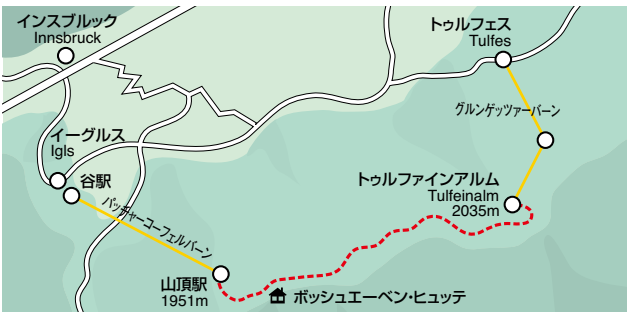 インスブルック
Innsbruck
トゥルフェス
Tulfes
グルンゲッツァーバーン
イーグルス
Igls
谷駅
トゥルファインアルム
Tulfeinalm
2035m
パッチャーコーフェルバーン
山頂駅
1951m
ボッシュエーベン・ヒュッテ